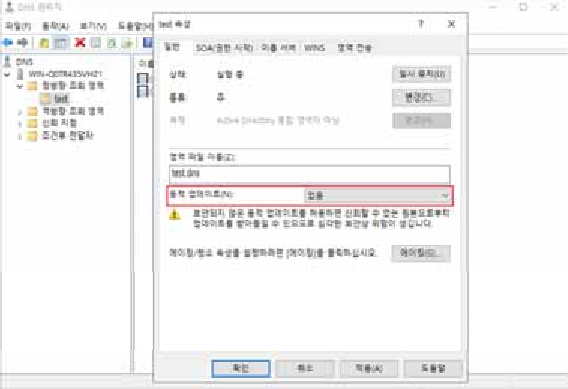 DNS 관리자
파일(F) 동작(A) 보기(V) 도움말(H)
DNS
정방향 조회 영역
test
역방향 조회 영역
신뢰 지점
조건부 전달자
test 속성
? ×
일반 SOA(권한 시작) 이름 서버 WINS 영역 전송
상태: 실행 중
일시 중지(U)
종류: 주
변경(C)...
복제: Active Directory 통합 영역이 아님
변경(H)...
영역 파일 이름(Z):
test.dns
동적 업데이트(N): 없음
보안되지 않은 동적 업데이트를 허용하면 신뢰할 수 없는 원본으로부터
업데이트를 받아들일 수 있으므로 심각한 보안상 위험이 생깁니다.
에이징/청소 속성을 설정하려면 [에이징]을 클릭하십시오.
에이징(G)...
확인 취소 적용(A) 도움말